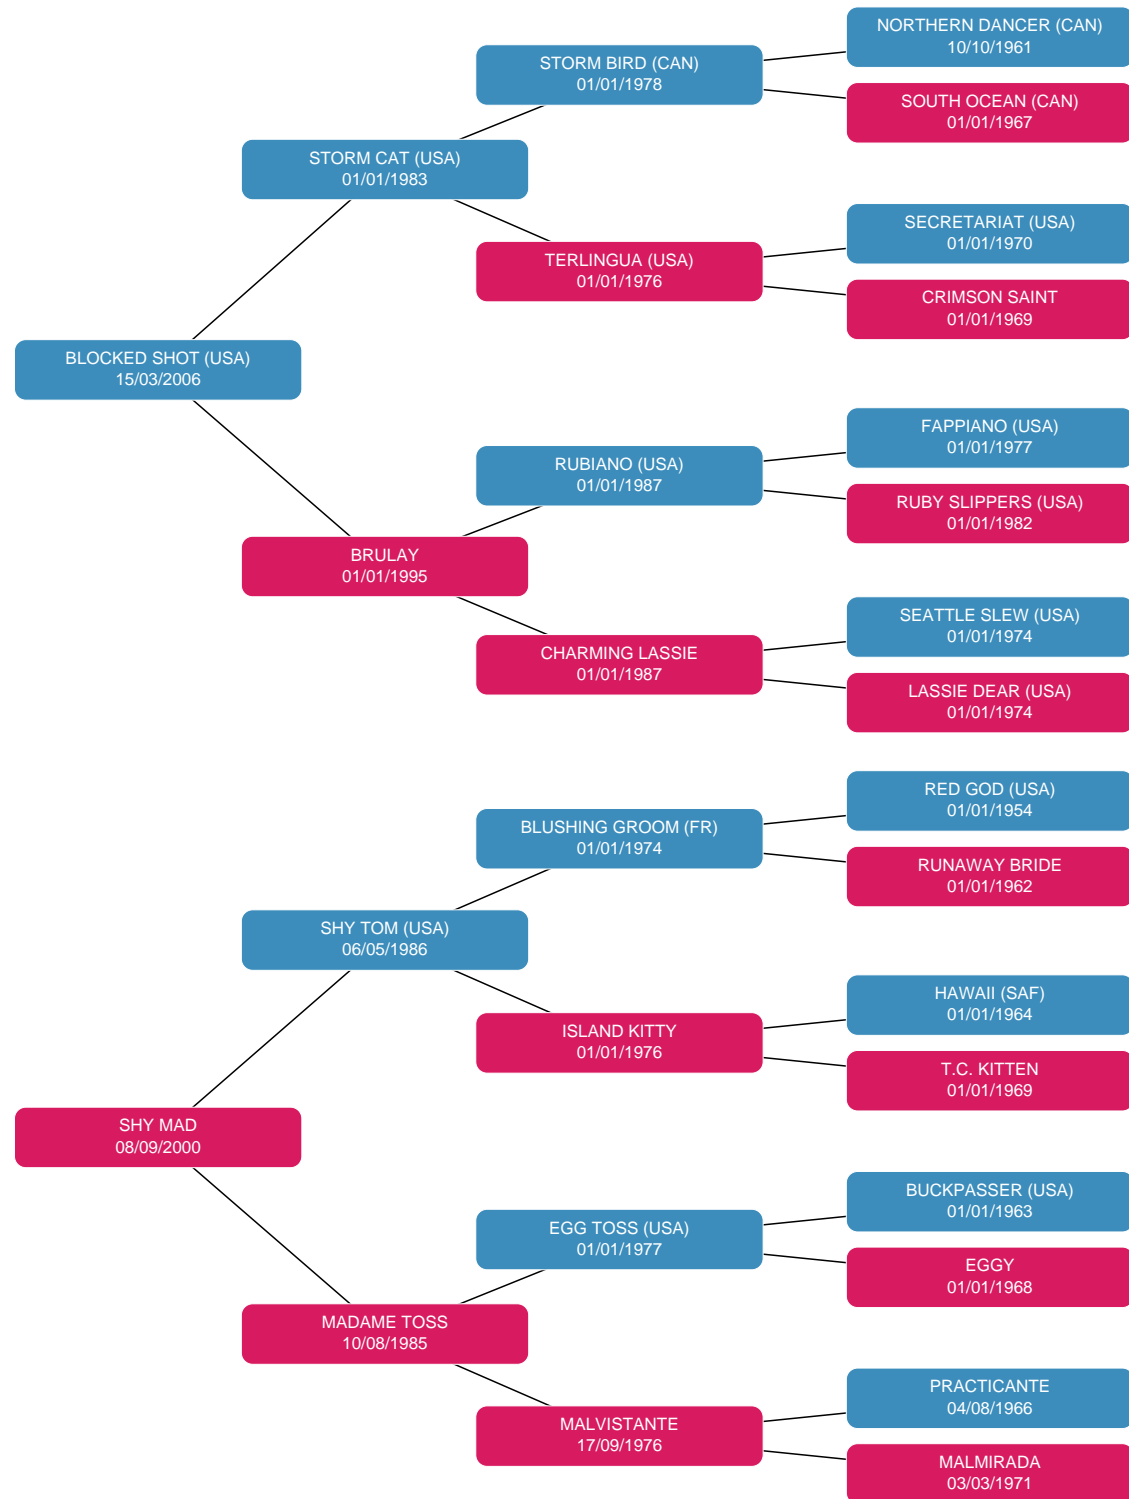 NORTHERN DANCER (CAN)
10/10/1961
STORM BIRD (CAN)
01/01/1978
SOUTH OCEAN (CAN)
01/01/1967
STORM CAT (USA)
01/01/1983
SECRETARIAT (USA)
01/01/1970
TERLINGUA (USA)
01/01/1976
CRIMSON SAINT
01/01/1969
BLOCKED SHOT (USA)
15/03/2006
FAPPIANO (USA)
01/01/1977
RUBIANO (USA)
01/01/1987
RUBY SLIPPERS (USA)
01/01/1982
BRULAY
01/01/1995
SEATTLE SLEW (USA)
01/01/1974
CHARMING LASSIE
01/01/1987
LASSIE DEAR (USA)
01/01/1974
RED GOD (USA)
01/01/1954
BLUSHING GROOM (FR)
01/01/1974
RUNAWAY BRIDE
01/01/1962
SHY TOM (USA)
06/05/1986
HAWAII (SAF)
01/01/1964
ISLAND KITTY
01/01/1976
T.C. KITTEN
01/01/1969
SHY MAD
08/09/2000
BUCKPASSER (USA)
01/01/1963
EGG TOSS (USA)
01/01/1977
EGGY
01/01/1968
MADAME TOSS
10/08/1985
PRACTICANTE
04/08/1966
MALVISTANTE
17/09/1976
MALMIRADA
03/03/1971